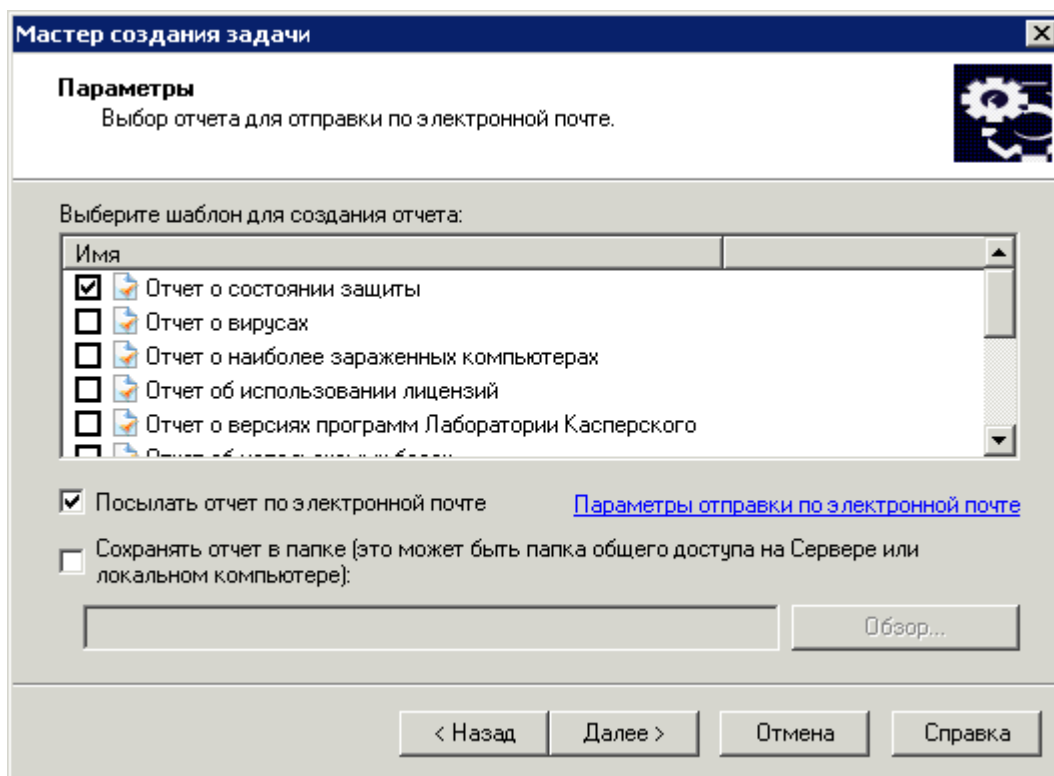 Мастер создания задачи
Параметры
Выбор отчета для отправки по электронной почте.
Выберите шаблон для создания отчета:
Имя
Отчет о состоянии защиты
Отчет о вирусах
Отчет о наиболее зараженных компьютерах
Отчет об использовании лицензий
Отчет о версиях программ Лаборатории Касперского
Посылать отчет по электронной почте Параметры отправки по электронной почте
Сохранять отчет в папке (это может быть папка общего доступа на Сервере или
локальном компьютере):
Обзор...
< Назад Далее > Отмена Справка